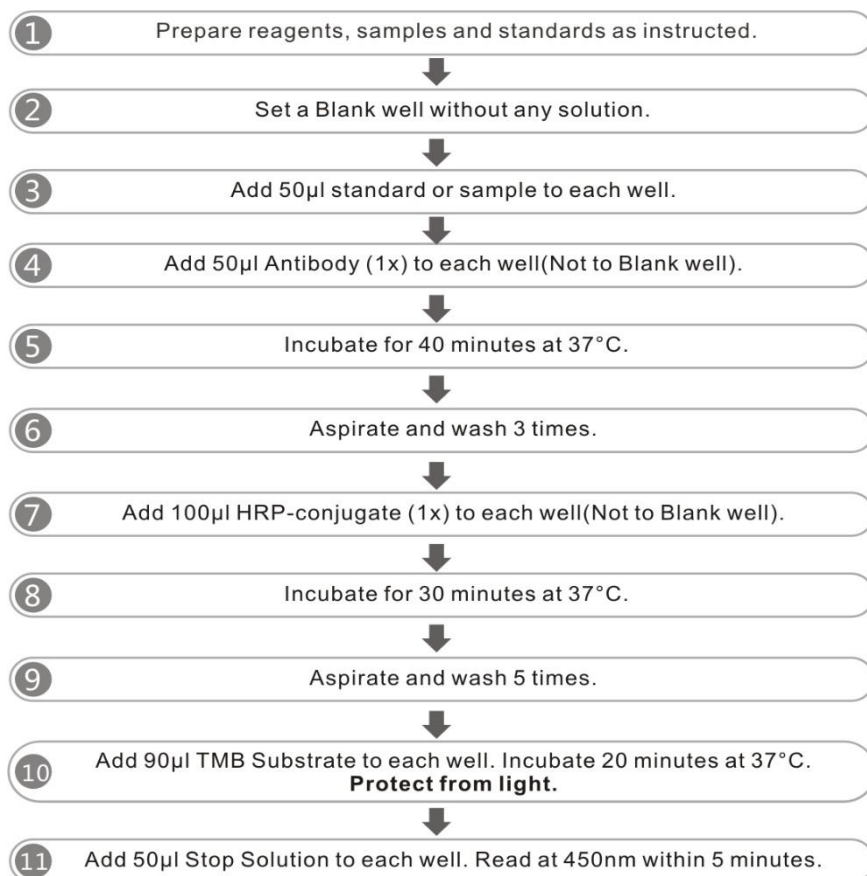 1 Prepare reagents, samples and standards as instructed.
2 Set a Blank well without any solution.
3 Add 50µl standard or sample to each well.
4 Add 50µl Antibody (1x) to each well(Not to Blank well).
5 Incubate for 40 minutes at 37°C.
6 Aspirate and wash 3 times.
7 Add 100µl HRP-conjugate (1x) to each well(Not to Blank well).
8 Incubate for 30 minutes at 37°C.
9 Aspirate and wash 5 times.
10 Add 90µl TMB Substrate to each well. Incubate 20 minutes at 37°C.
Protect from light.
11 Add 50µl Stop Solution to each well. Read at 450nm within 5 minutes.